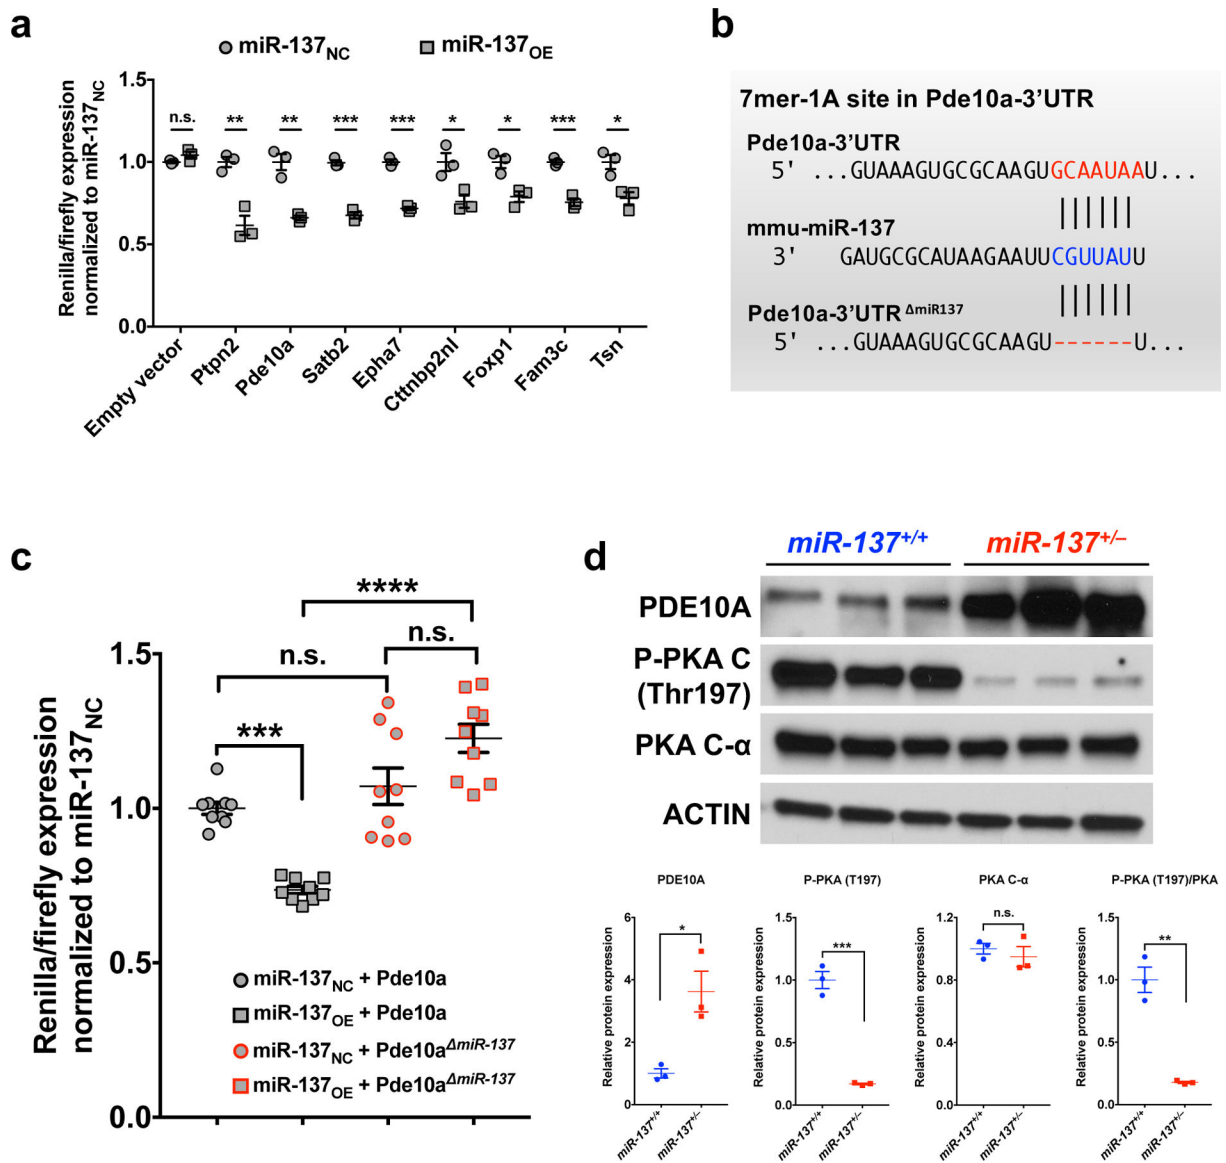 a
miR-137NC
miR-137OE
Renilla/firefly expression
normalized to miR-137NC
1.5
1.0
0.5
0.0
n.s.
**
**
***
***
*
*
***
*
Empty vector
Ptpn2
Pde10a
Satb2
Epha7
Cttnbp2nl
Foxp1
Fam3c
Tsn
b
7mer-1A site in Pde10a-3'UTR
Pde10a-3'UTR
5' ...GUAAAGUGCGCAAGUGCAAUAAU...
mmu-miR-137
3' GAUGCGCAUAAGAAUUCGUUAUU
Pde10a-3'UTR ΔmiR137
5' ...GUAAAGUGCGCAAGU------U...
c
Renilla/firefly expression
normalized to miR-137NC
1.5
1.0
0.5
0.0
****
n.s.
n.s.
***
miR-137NC + Pde10a
miR-137OE + Pde10a
miR-137NC + Pde10aΔmiR-137
miR-137OE + Pde10aΔmiR-137
d
miR-137+/+
miR-137+/–
PDE10A
P-PKA C
(Thr197)
PKA C-α
ACTIN
PDE10A
Relative protein expression
6
4
2
0
*
miR-137+/+
miR-137+/–
P-PKA (T197)
Relative protein expression
1.5
1.0
0.5
0.0
***
miR-137+/+
miR-137+/–
PKA C-α
Relative protein expression
1.2
0.9
0.6
0.3
0.0
n.s.
miR-137+/+
miR-137+/–
P-PKA (T197)/PKA
Relative protein expression
1.5
1.0
0.5
0.0
**
miR-137+/+
miR-137+/–